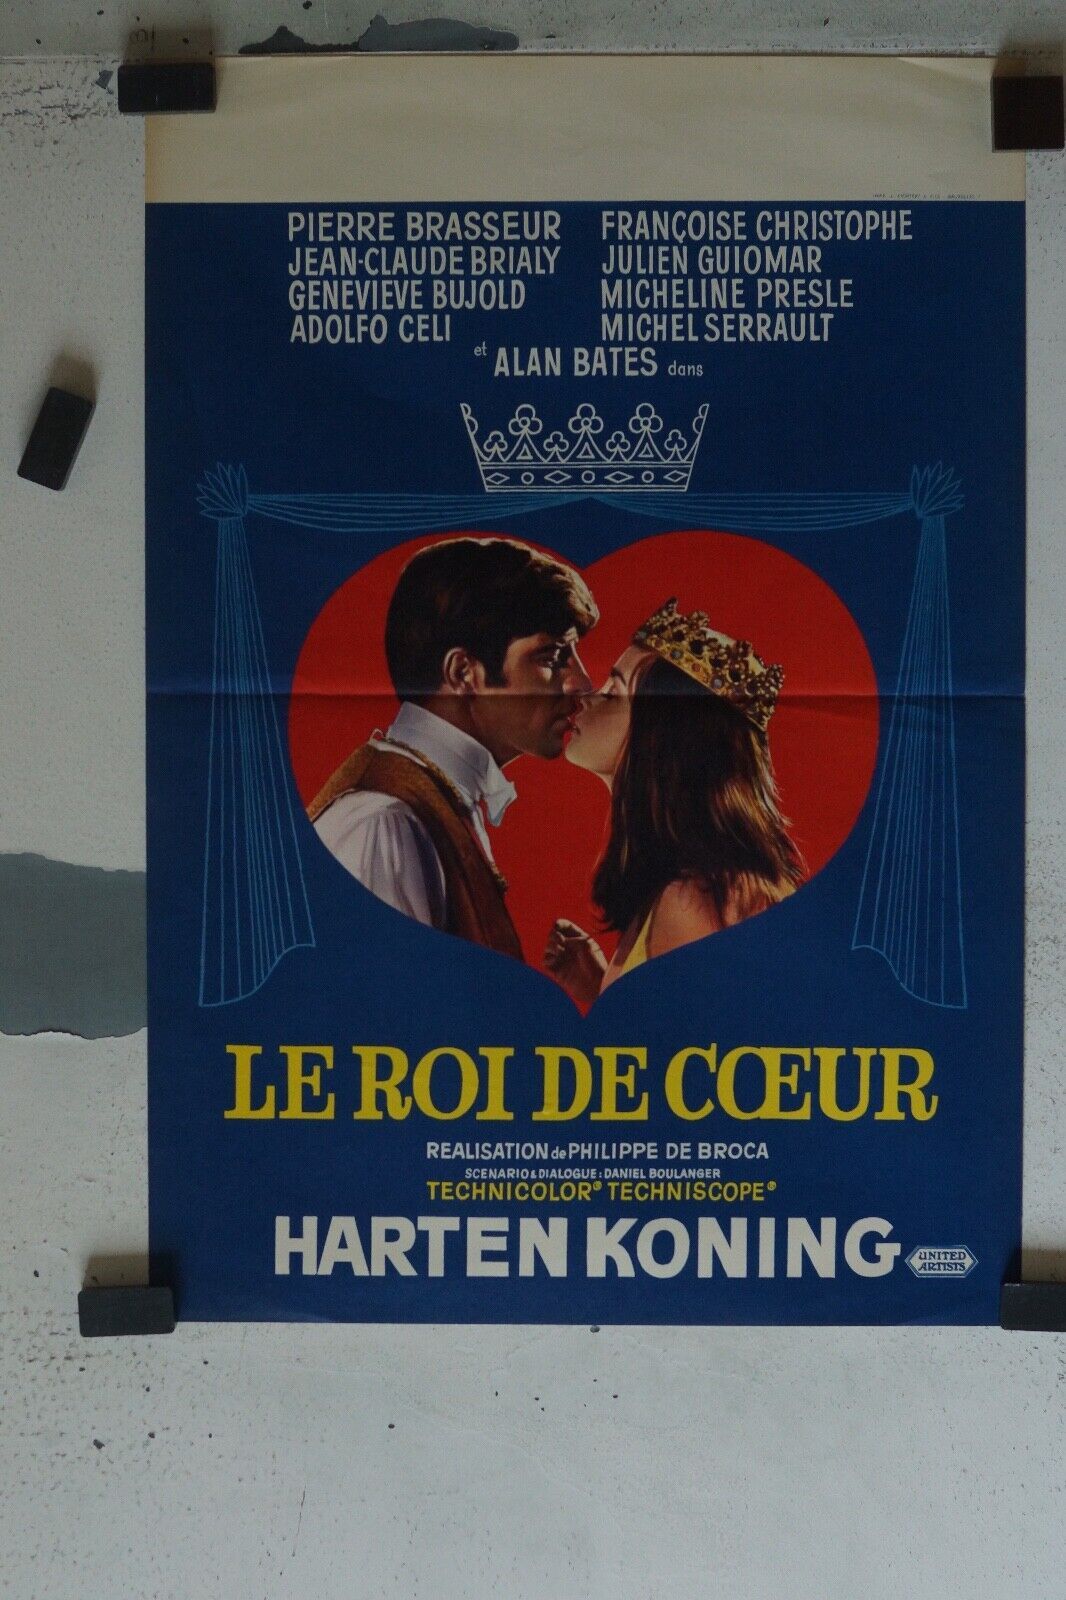 PIERRE BRASSEUR
JEAN-CLAUDE BRIALY
GENEVIEVE BUJOLD
ADOLFO CELI
FRANÇOISE CHRISTOPHE
JULIEN GUIOMAR
MICHELINE PRESLE
MICHEL SERRAULT
et ALAN BATES dans
LE ROI DE CŒUR
REALISATION de PHILIPPE DE BROCA
SCENARIO & DIALOGUE : DANIEL BOULANGER
TECHNICOLOR® TECHNISCOPE®
HARTEN KONING
UNITED
ARTISTS